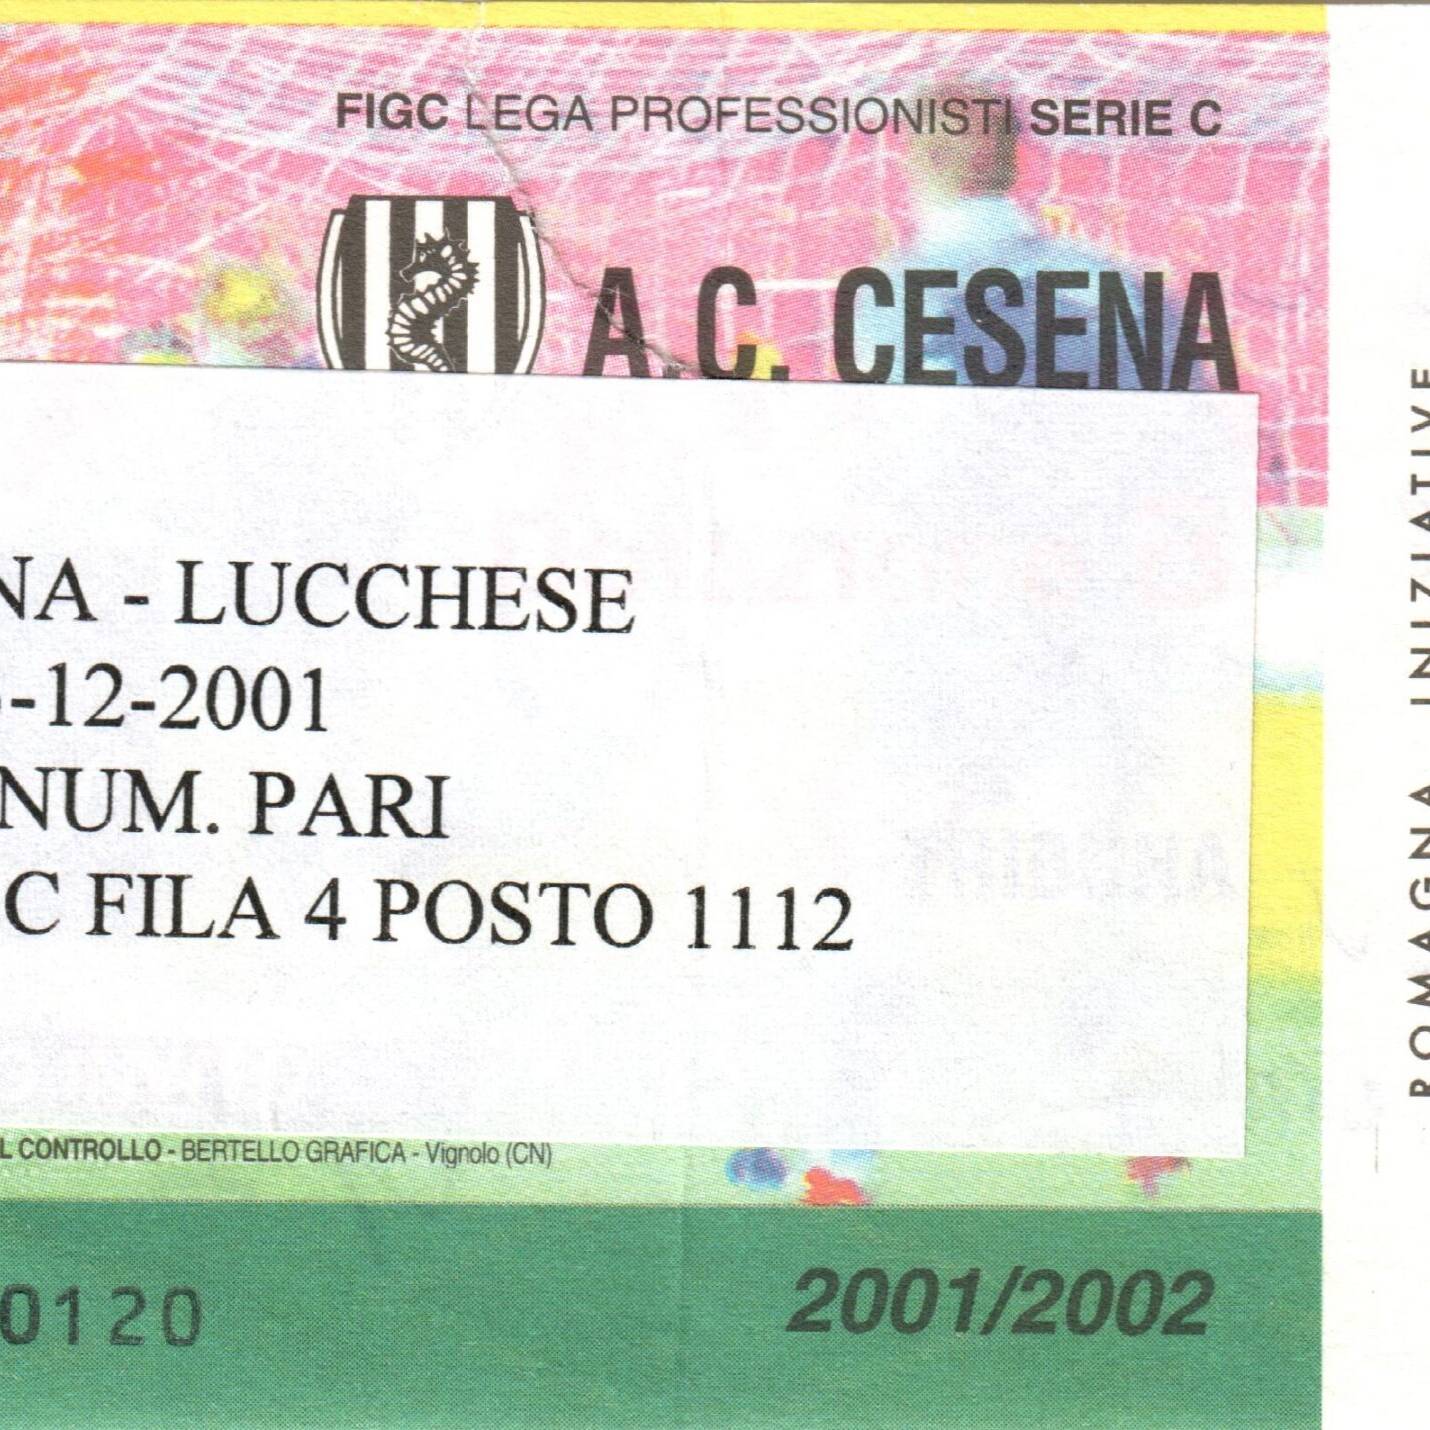 FIGC LEGA PROFESSIONISTI SERIE C
A.C. CESENA
NA - LUCCHESE
-12-2001
NUM. PARI
C FILA 4 POSTO 1112
L CONTROLLO - BERTELLO GRAFICA - Vignolo (CN)
0120
2001/2002
ROMAGNA INIZIATIVE